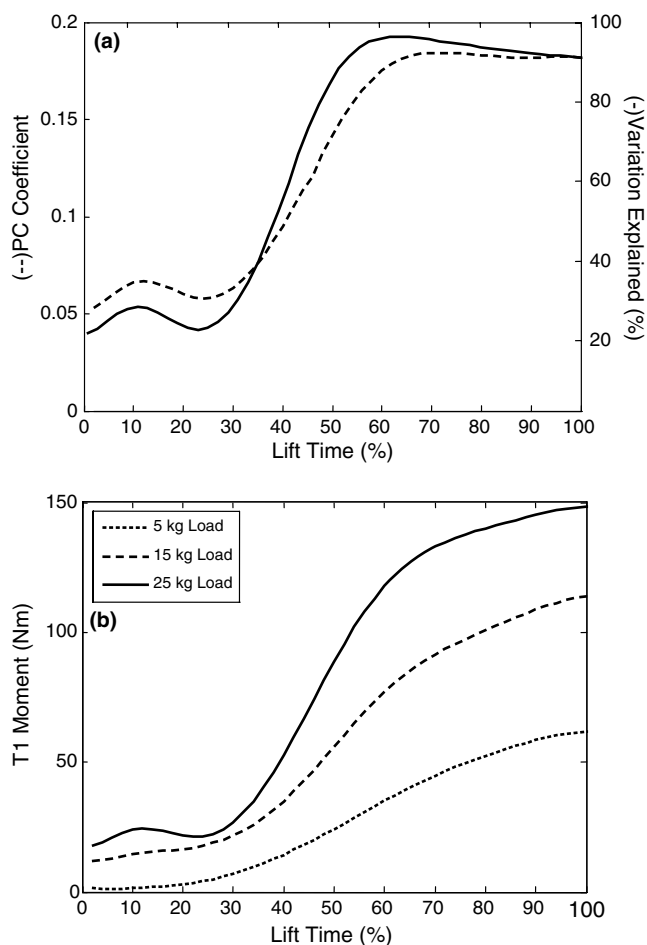 (a)
0.2
0.15
0.1
0.05
0
(--)PC Coefficient
100
80
60
40
20
(-)Variation Explained (%)
0 10 20 30 40 50 60 70 80 90 100
Lift Time (%)
150
100
50
0
T1 Moment (Nm)
5 kg Load
15 kg Load
25 kg Load
(b)
0 10 20 30 40 50 60 70 80 90 100
Lift Time (%)